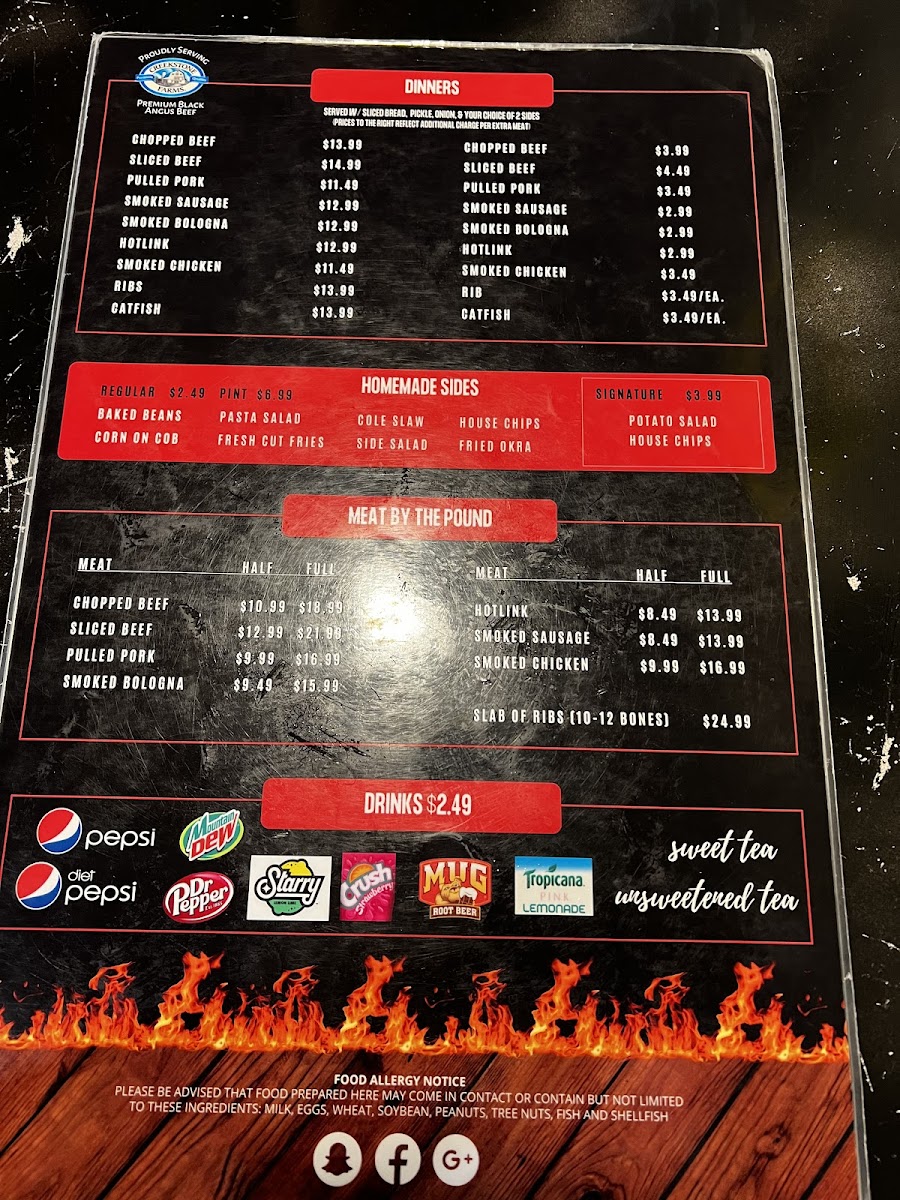 PROUDLY SERVING
CREEKSTONE
FARMS
PREMIUM BLACK
ANGUS BEEF
DINNERS
SERVED W/ SLICED BREAD, PICKLE, ONION, & YOUR CHOICE OF 2 SIDES
(PRICES TO THE RIGHT REFLECT ADDITIONAL CHARGE PER EXTRA MEAT)
CHOPPED BEEF $13.99
SLICED BEEF $14.99
PULLED PORK $11.49
SMOKED SAUSAGE $12.99
SMOKED BOLOGNA $12.99
HOTLINK $12.99
SMOKED CHICKEN $11.49
RIBS $13.99
CATFISH $13.99
CHOPPED BEEF $3.99
SLICED BEEF $4.49
PULLED PORK $3.49
SMOKED SAUSAGE $2.99
SMOKED BOLOGNA $2.99
HOTLINK $2.99
SMOKED CHICKEN $3.49
RIB $3.49/EA.
CATFISH $3.49/EA.
HOMEMADE SIDES
REGULAR $2.49 PINT $6.99
BAKED BEANS PASTA SALAD COLE SLAW HOUSE CHIPS
CORN ON COB FRESH CUT FRIES SIDE SALAD FRIED OKRA
SIGNATURE $3.99
POTATO SALAD
HOUSE CHIPS
MEAT BY THE POUND
MEAT HALF FULL
CHOPPED BEEF $10.99 $18.99
SLICED BEEF $12.99 $21.99
PULLED PORK $9.99 $16.99
SMOKED BOLOGNA $9.49 $15.99
MEAT HALF FULL
HOTLINK $8.49 $13.99
SMOKED SAUSAGE $8.49 $13.99
SMOKED CHICKEN $9.99 $16.99
SLAB OF RIBS (10-12 BONES) $24.99
DRINKS $2.49
pepsi
Mountain
DEW
diet
pepsi
Dr
Pepper
Starry
LEMON LIME
Crush
Strawberry
MUG
ROOT BEER
Tropicana
PINK
LEMONADE
sweet tea
unsweetened tea
FOOD ALLERGY NOTICE
PLEASE BE ADVISED THAT FOOD PREPARED HERE MAY COME IN CONTACT OR CONTAIN BUT NOT LIMITED
TO THESE INGREDIENTS: MILK, EGGS, WHEAT, SOYBEAN, PEANUTS, TREE NUTS, FISH AND SHELLFISH
f
G+